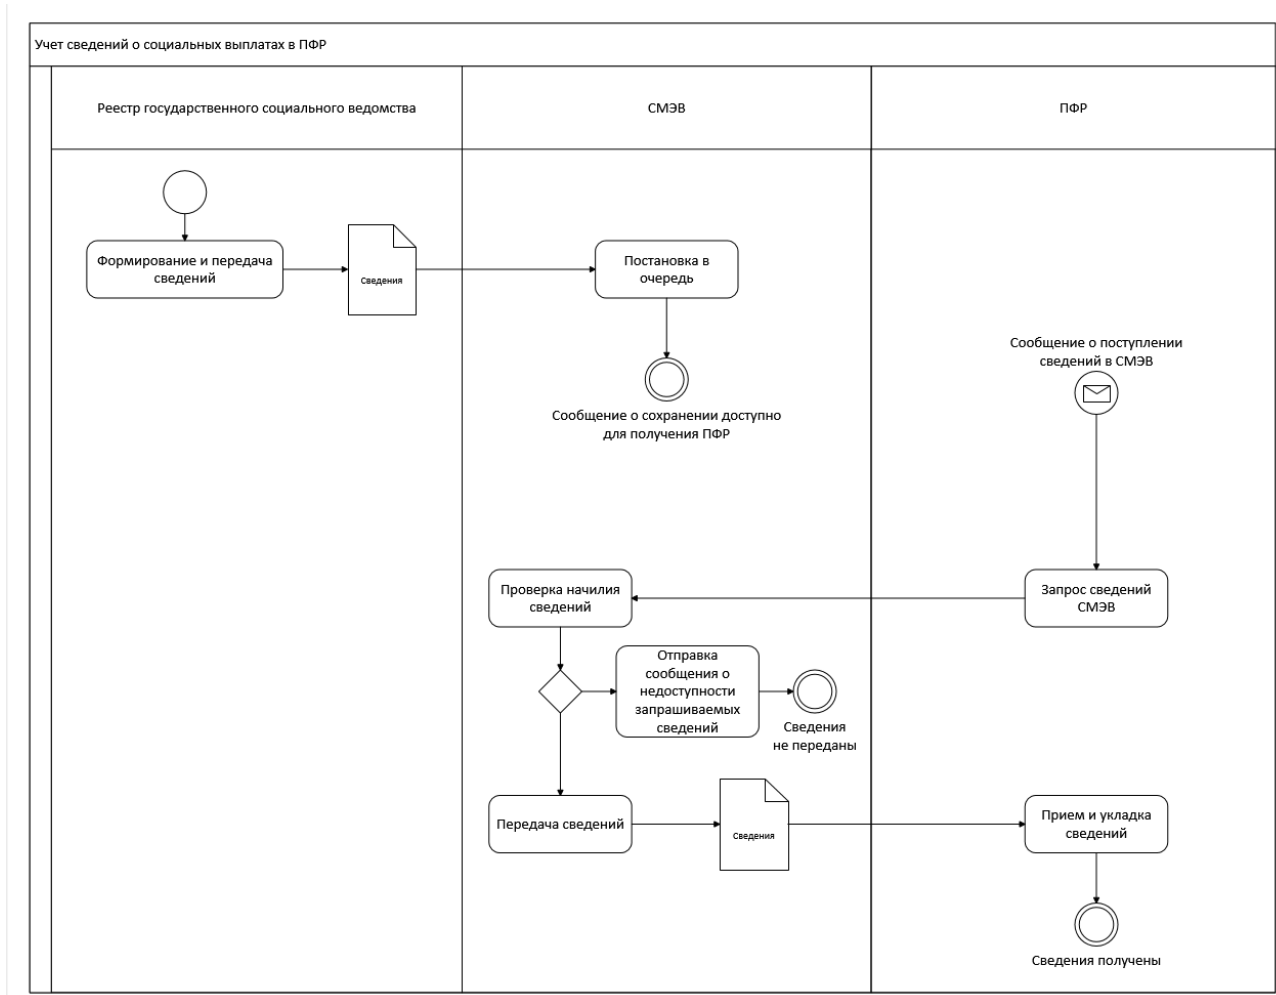 Учет сведений о социальных выплатах в ПФР
Реестр государственного социального ведомства
СМЭВ
ПФР
Формирование и передача
сведений
Сведения
Постановка в
очередь
Сообщение о сохранении доступно
для получения ПФР
Сообщение о поступлении
сведений в СМЭВ
Запрос сведений
СМЭВ
Проверка начилия
сведений
Отправка
сообщения о
недоступности
запрашиваемых
сведений
Сведения
не переданы
Передача сведений
Сведения
Прием и укладка
сведений
Сведения получены